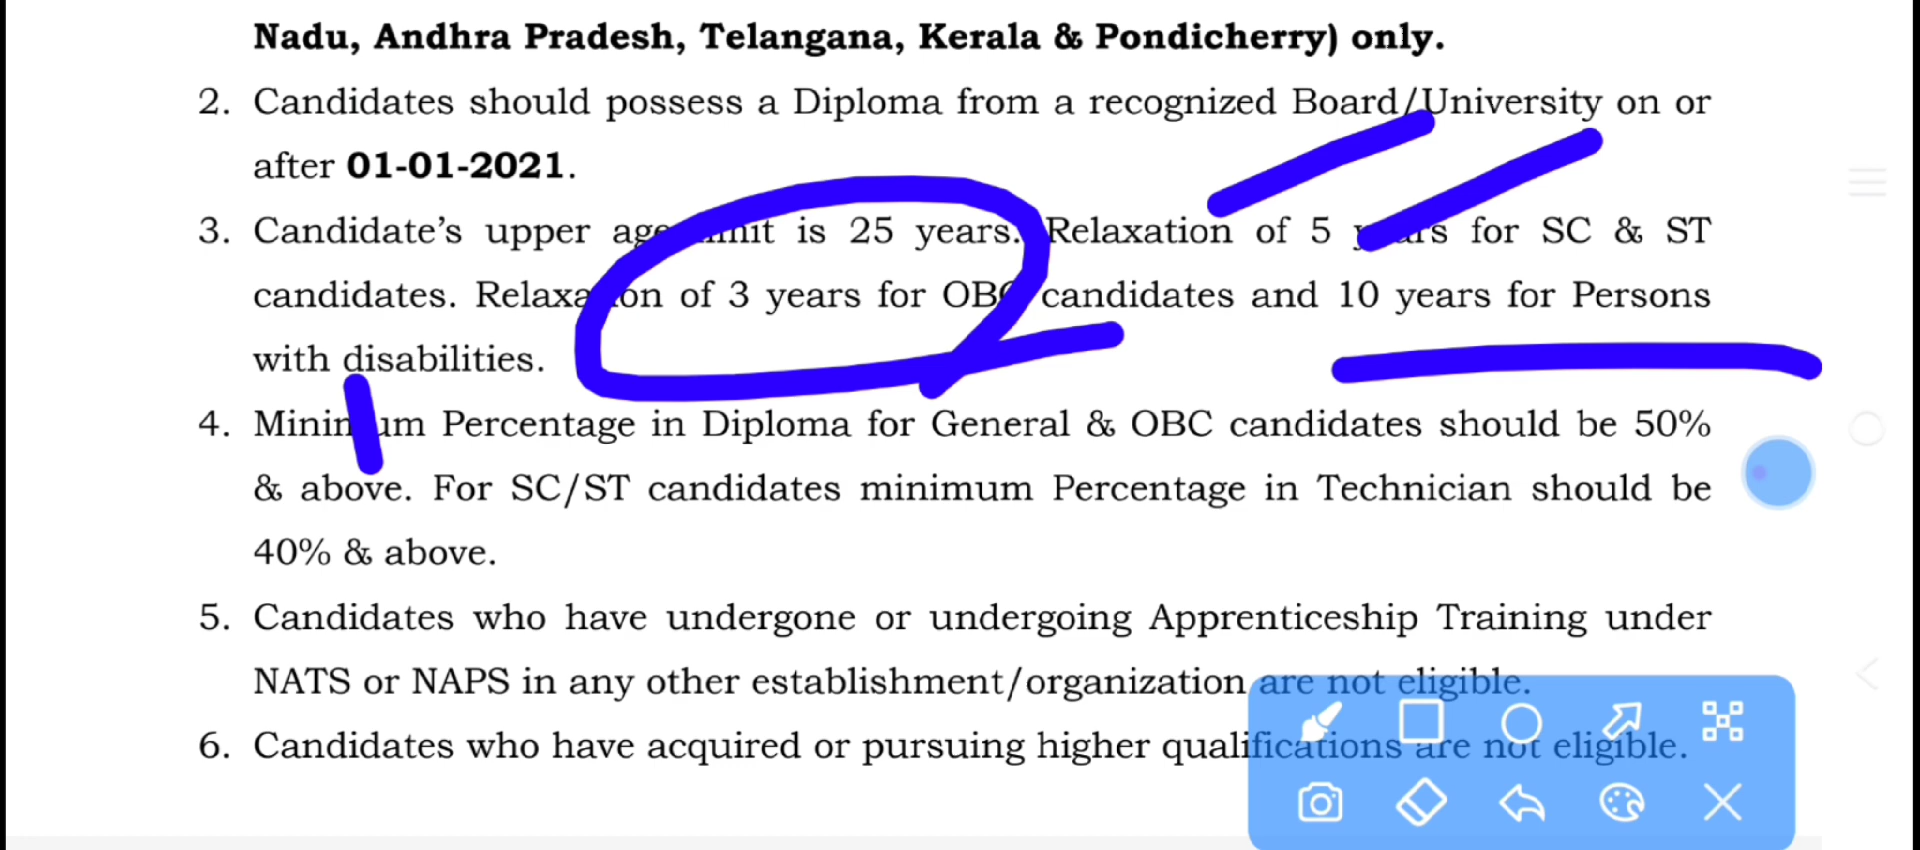 Nadu, Andhra Pradesh, Telangana, Kerala & Pondicherry) only.
2. Candidates should possess a Diploma from a recognized Board/University on or
after 01-01-2021.
3. Candidate's upper age limit is 25 years. Relaxation of 5 years for SC & ST
candidates. Relaxation of 3 years for OBC candidates and 10 years for Persons
with disabilities.
4. Minimum Percentage in Diploma for General & OBC candidates should be 50%
& above. For SC/ST candidates minimum Percentage in Technician should be
40% & above.
5. Candidates who have undergone or undergoing Apprenticeship Training under
NATS or NAPS in any other establishment/organization are not eligible.
6. Candidates who have acquired or pursuing higher qualifications are not eligible.